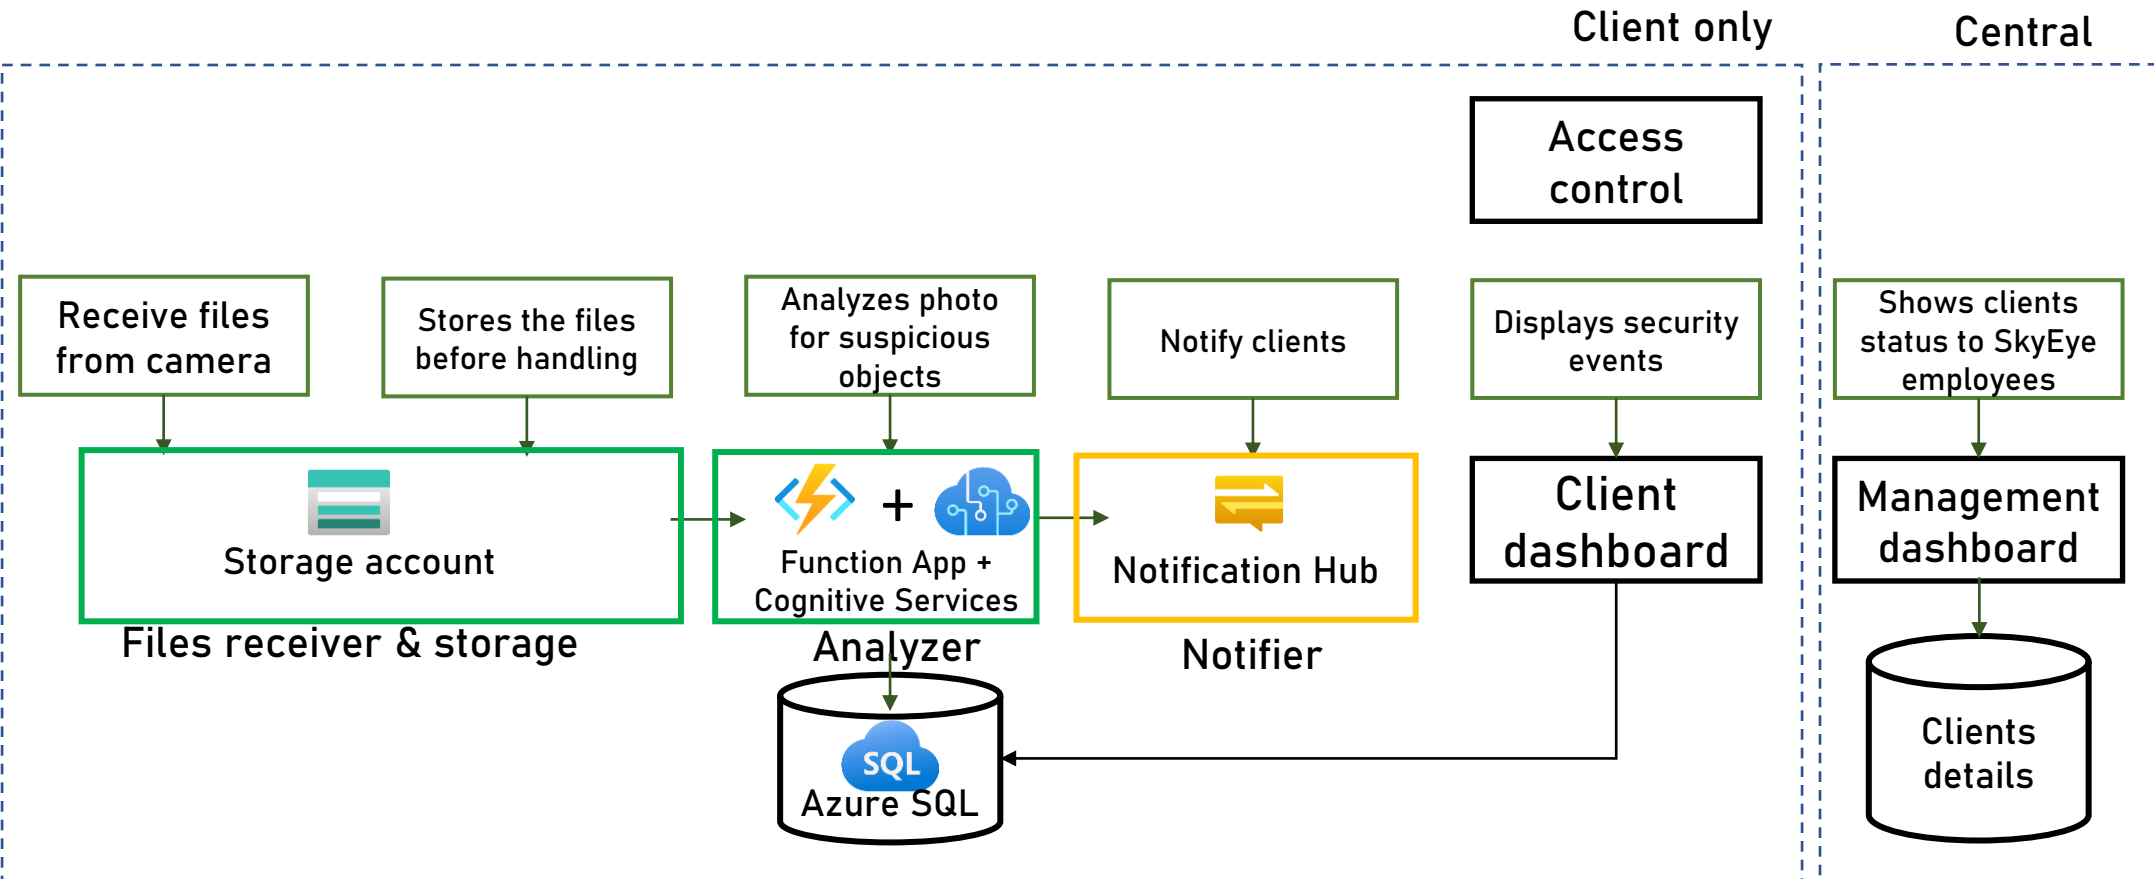 Client only
Central
Access
control
Receive files
from camera
Stores the files
before handling
Analyzes photo
for suspicious
objects
Notify clients
Displays security
events
Shows clients
status to SkyEye
employees
Storage account
Files receiver & storage
+
Function App +
Cognitive Services
Analyzer
Notification Hub
Notifier
Client
dashboard
Management
dashboard
SQL
Azure SQL
Clients
details